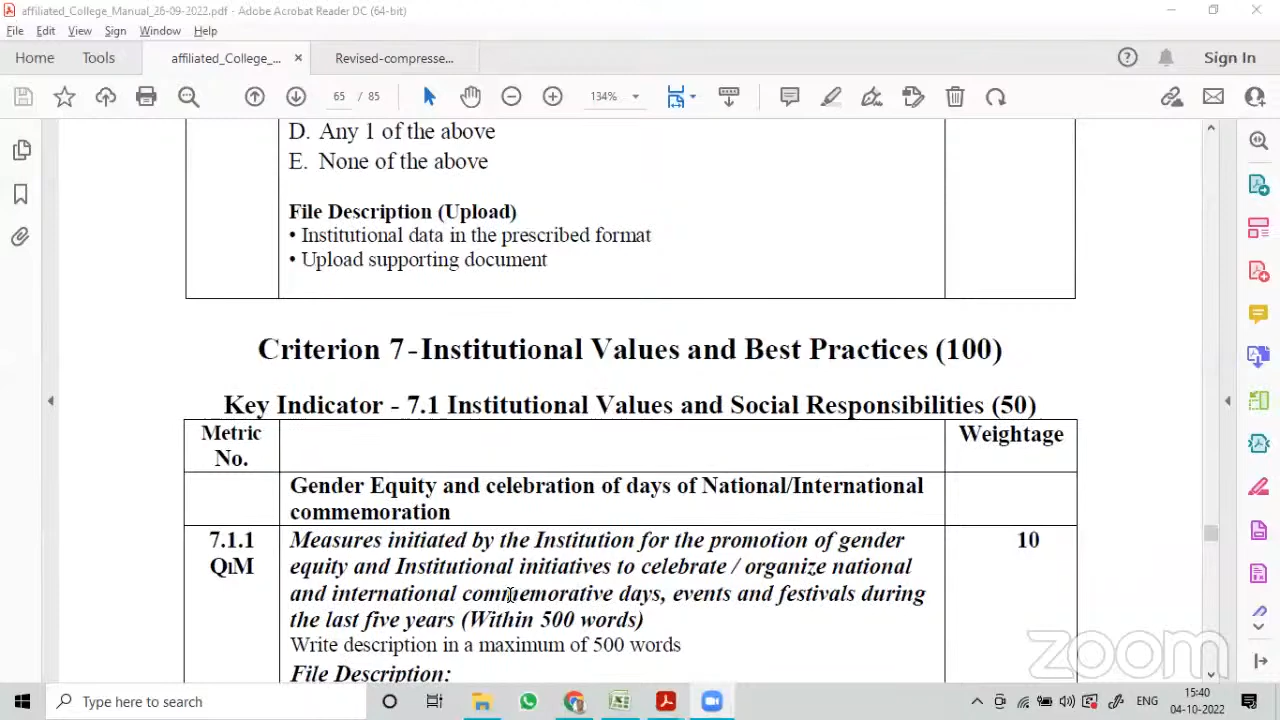 affiliated_College_Manual_26-09-2022.pdf - Adobe Acrobat Reader DC (64-bit)
File Edit View Sign Window Help
Home Tools affiliated_College_... × Revised-compresse... Sign In
65 / 85 134%
D. Any 1 of the above
E. None of the above
File Description (Upload)
• Institutional data in the prescribed format
• Upload supporting document
Criterion 7-Institutional Values and Best Practices (100)
Key Indicator - 7.1 Institutional Values and Social Responsibilities (50)
Metric
No.
Weightage
Gender Equity and celebration of days of National/International
commemoration
7.1.1
QlM
Measures initiated by the Institution for the promotion of gender
equity and Institutional initiatives to celebrate / organize national
and international commemorative days, events and festivals during
the last five years (Within 500 words)
10
Write description in a maximum of 500 words
File Description:
zoom
Type here to search
ENG
15:40
04-10-2022